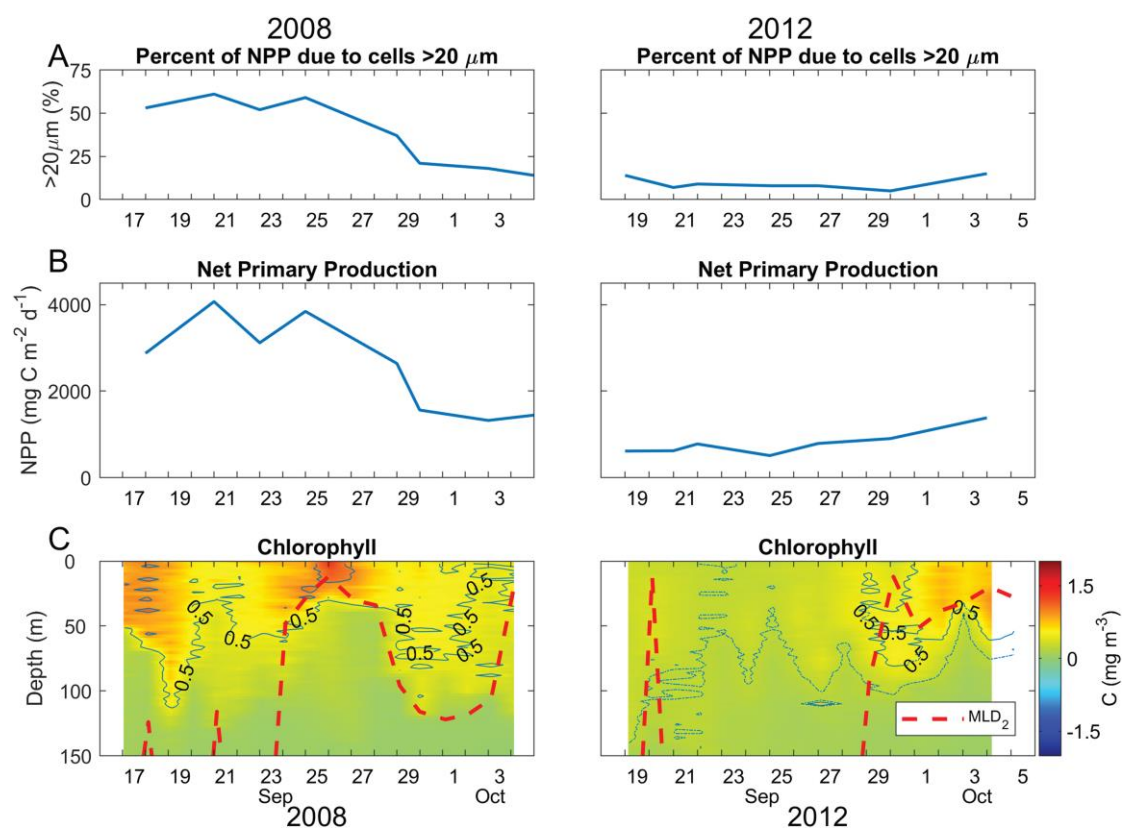 2008
2012
A
Percent of NPP due to cells >20 μm
Percent of NPP due to cells >20 μm
>20μm (%)
75
50
25
0
17 19 21 23 25 27 29 1 3
19 21 23 25 27 29 1 3 5
B
Net Primary Production
Net Primary Production
NPP (mg C m⁻² d⁻¹)
4000
2000
0
17 19 21 23 25 27 29 1 3
19 21 23 25 27 29 1 3 5
C
Chlorophyll
Chlorophyll
Depth (m)
0
50
100
150
0.5
0.5
0.5
0.5
0.5
0.5
0.5
0.5
0.5
0.5
0.5
0.5
MLD₂
1.5
0
-1.5
C (mg m⁻³)
17 19 21 23 25 27 29 1 3
Sep Oct
2008
19 21 23 25 27 29 1 3 5
Sep Oct
2012